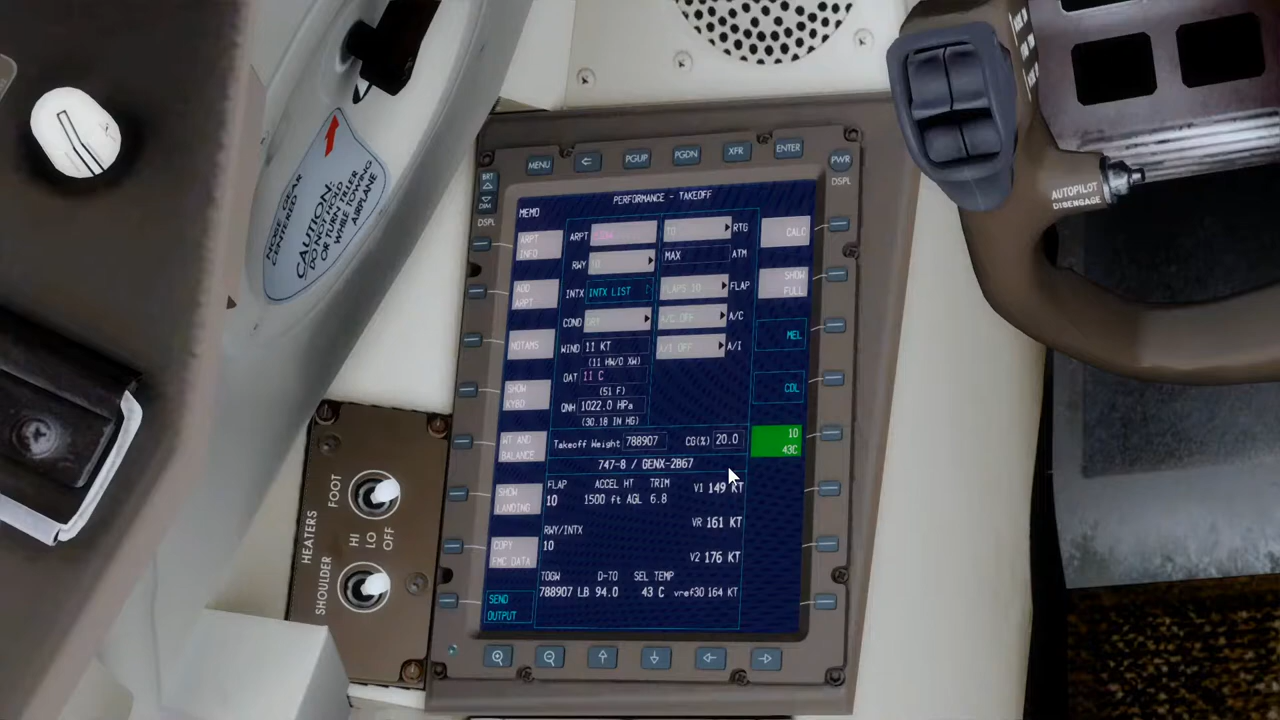 NOSE GEAR
CENTERED
CAUTION:
DO NOT HOLD
OR TURN TILLER
WHILE TOWING
AIRPLANE
MENU
PGUP
PGDN
XFR
ENTER
PWR
DSPL
BRT
DIM
DSPL
PERFORMANCE - TAKEOFF
MEMO
ARPT
INFO
ARPT
TO
RTG
CALC
RWY
MAX
ATM
SHOW
FULL
ADD
ARPT
INTX
INTX LIST
FLAPS 10
FLAP
COND
DRY
A/C OFF
A/C
MEL
NOTAMS
WIND
11 KT
(11 HW/0 XW)
A/I OFF
A/I
OAT
11 C
(51 F)
CDL
SHOW
KYBD
QNH
1022.0 HPa
(30.18 IN HG)
WT AND
BALANCE
Takeoff Weight
788907
CG(%)
20.0
10
43C
747-8 / GENX-2B67
SHOW
LANDING
FLAP
10
ACCEL HT
1500 ft AGL
TRIM
6.8
V1 149 KT
RWY/INTX
10
VR 161 KT
COPY
FMC DATA
V2 176 KT
SEND
OUTPUT
TOGW
788907 LB
D-TO
94.0
SEL TEMP
43 C
vref30 164 KT
HEATERS
FOOT
SHOULDER
HI
LO
OFF
AUTOPILOT
DISENGAGE